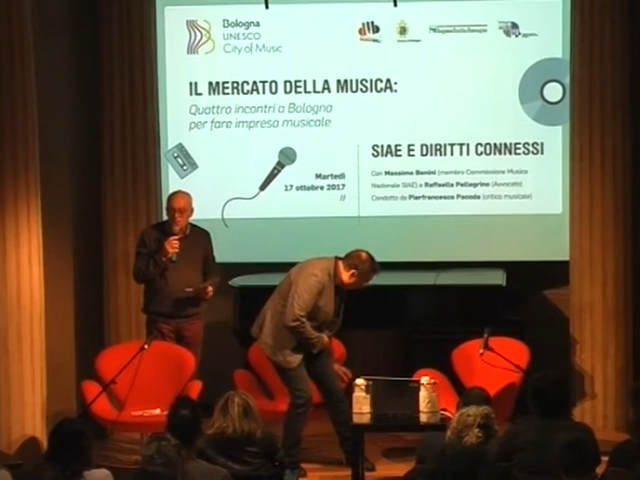 Bologna
UNESCO
City of Music
IL MERCATO DELLA MUSICA:
Quattro incontri a Bologna
per fare impresa musicale
Martedì
17 ottobre 2017
//
SIAE E DIRITTI CONNESSI
Con Massimo Benini (membro Commissione Musica
Nazionale SIAE) e Raffaella Pellegrino (Avvocato)
Condotto da Pierfrancesco Pacoda (critico musicale)